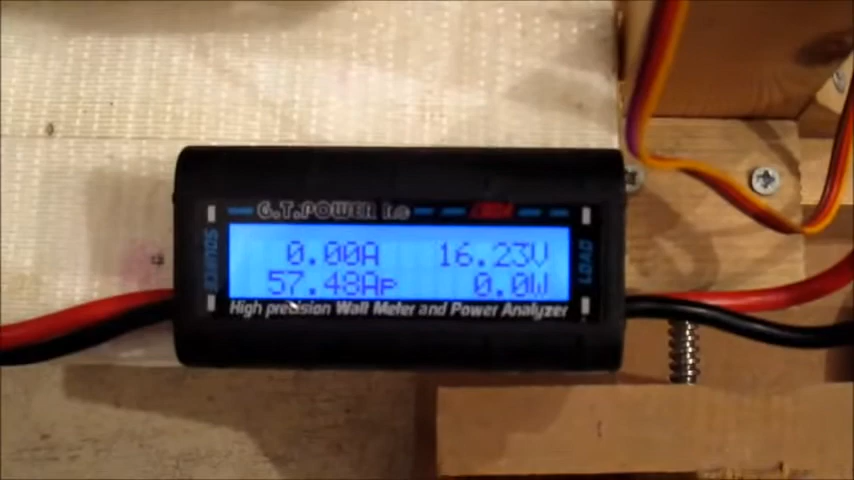 G.T.POWER R.C
SOURCE
0.00A 16.23V
57.48Ap 0.0W
LOAD
High precision Watt Meter and Power Analyzer